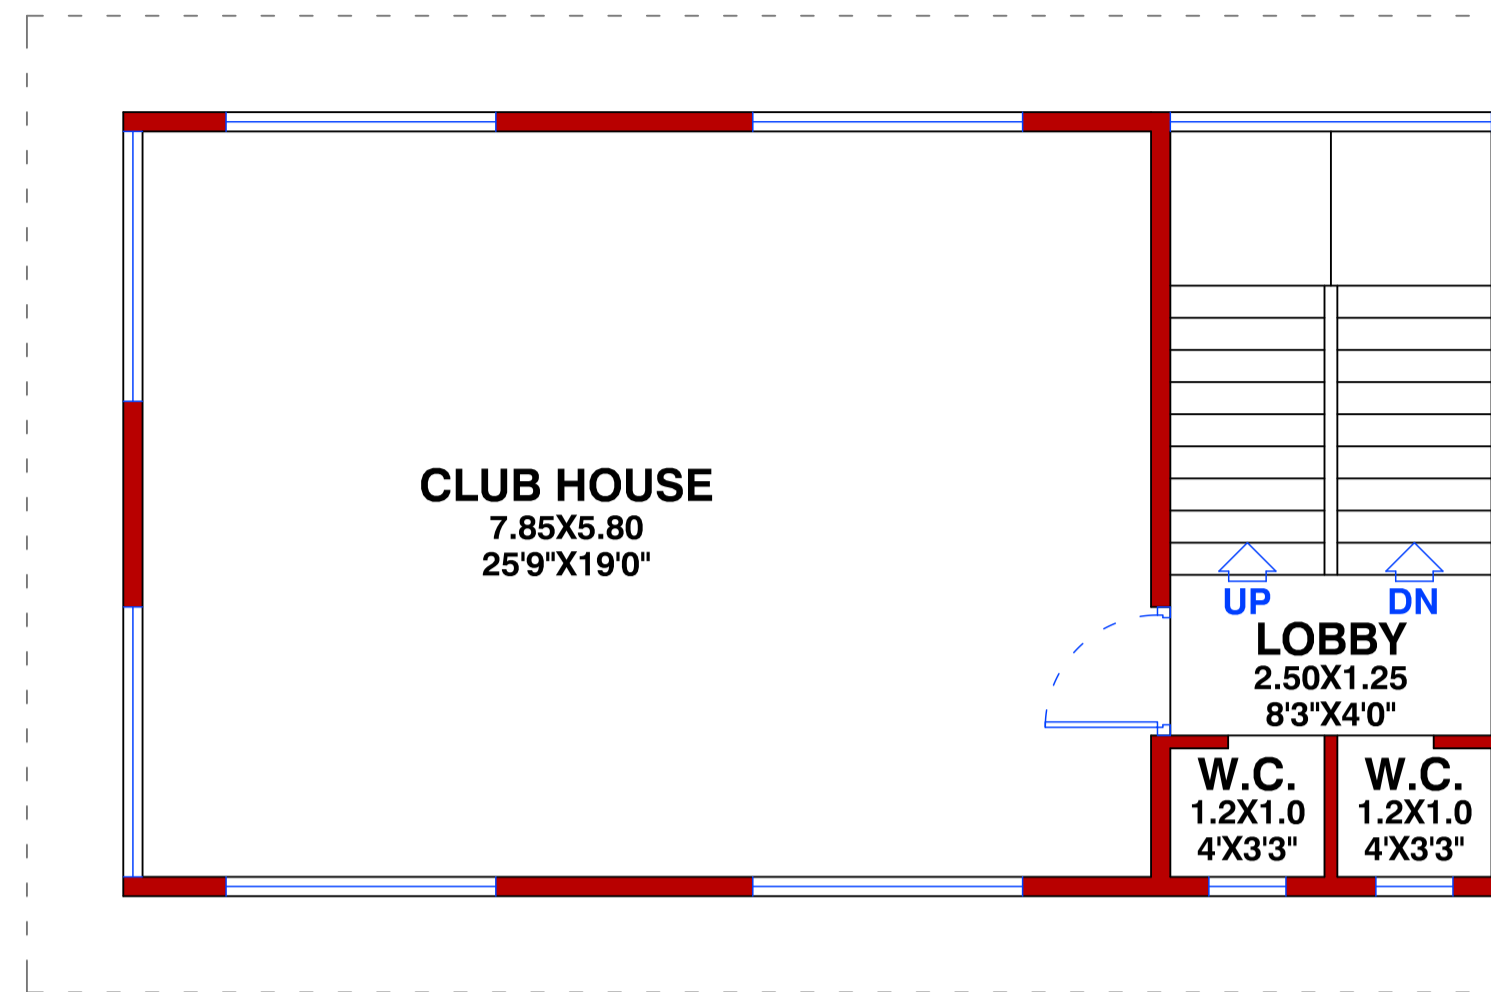 CLUB HOUSE
7.85X5.80
25'9"X19'0"
UP
DN
LOBBY
2.50X1.25
8'3"X4'0"
W.C.
1.2X1.0
4'X3'3"
W.C.
1.2X1.0
4'X3'3"